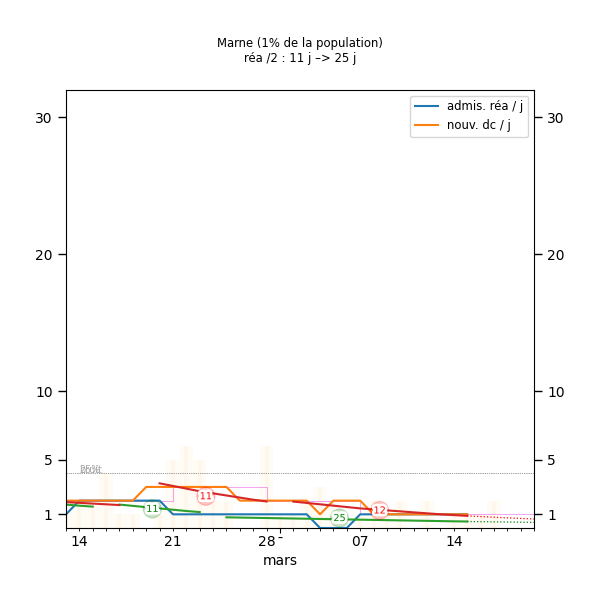 Marne (1% de la population)
réa /2 : 11 j –> 25 j
admis. réa / j
nouv. dc / j
30 30
20 20
10 10
5 5
11 11 25 12
1 1
14 21 28 07 14
mars